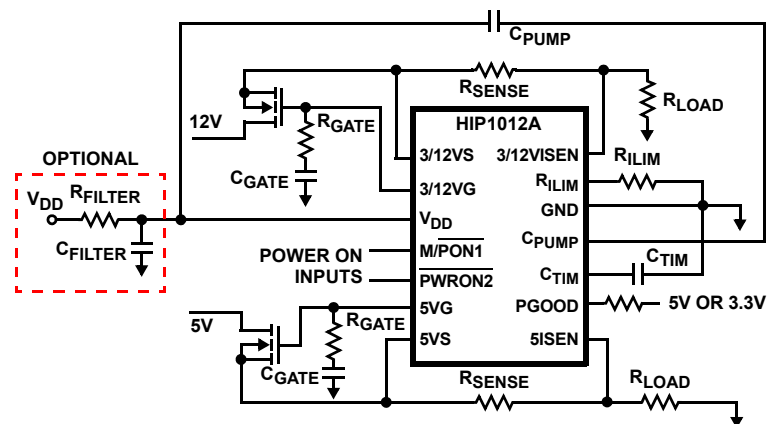 CPUMP
RSENSE
RLOAD
12V
RGATE
CGATE
HIP1012A
3/12VS
3/12VISEN
3/12VG
RILIM
RILIM
VDD
GND
M/PON1
CPUMP
PWRON2
CTIM
CTIM
5VG
PGOOD
5V OR 3.3V
5VS
5ISEN
OPTIONAL
VDD
RFILTER
CFILTER
POWER ON
INPUTS
5V
RGATE
CGATE
RSENSE
RLOAD